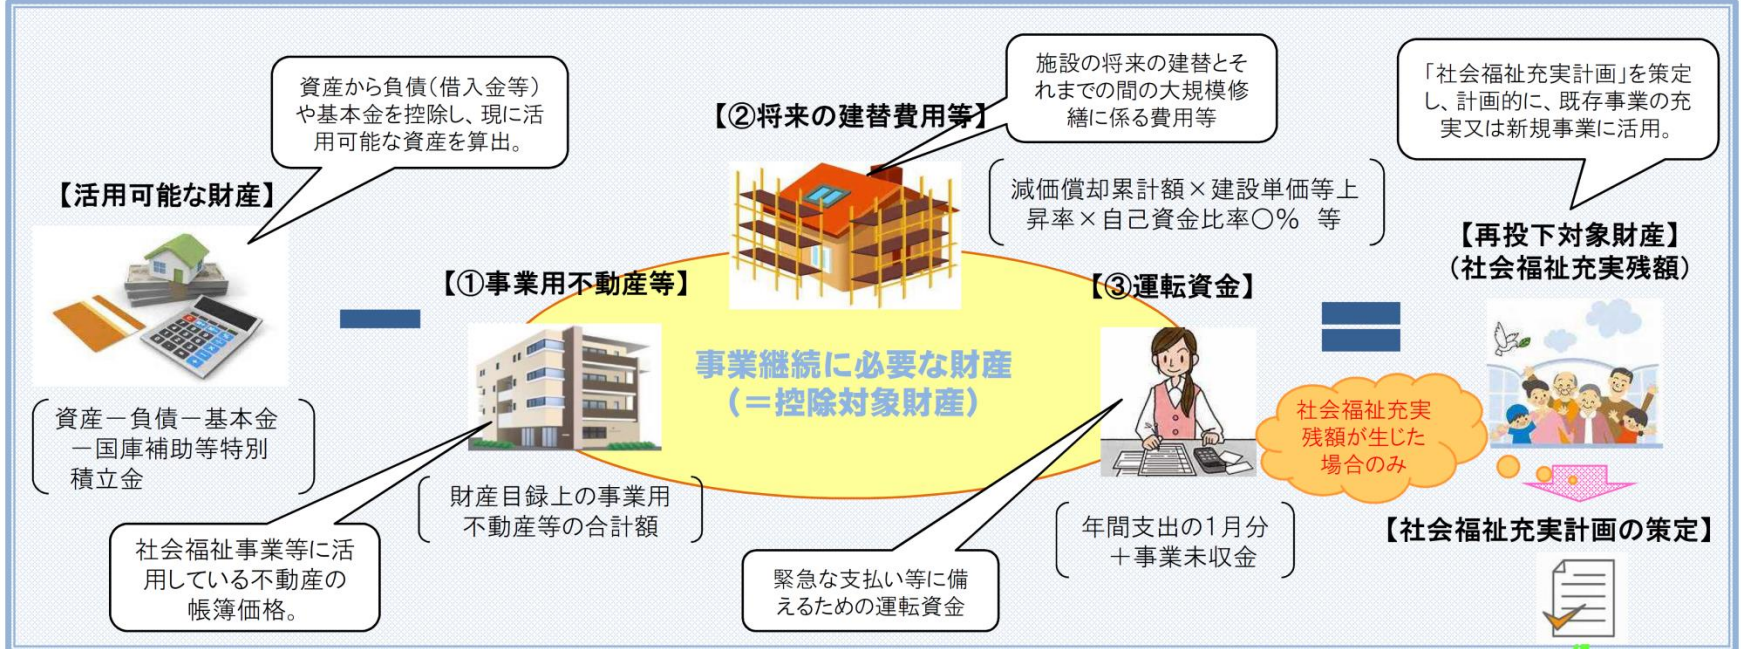 資産から負債(借入金等)
や基本金を控除し、現に活
用可能な資産を算出。
【活用可能な財産】
資産－負債－基本金
－国庫補助等特別
積立金
【①事業用不動産等】
財産目録上の事業用
不動産等の合計額
社会福祉事業等に活
用している不動産の
帳簿価格。
【②将来の建替費用等】
施設の将来の建替とそ
れまでの間の大規模修
繕に係る費用等
減価償却累計額×建設単価等上
昇率×自己資金比率〇% 等
事業継続に必要な財産
(＝控除対象財産)
【③運転資金】
年間支出の1月分
＋事業未収金
緊急な支払い等に備
えるための運転資金
「社会福祉充実計画」を策定
し、計画的に、既存事業の充
実又は新規事業に活用。
【再投下対象財産】
(社会福祉充実残額)
社会福祉充実
残額が生じた
場合のみ
【社会福祉充実計画の策定】